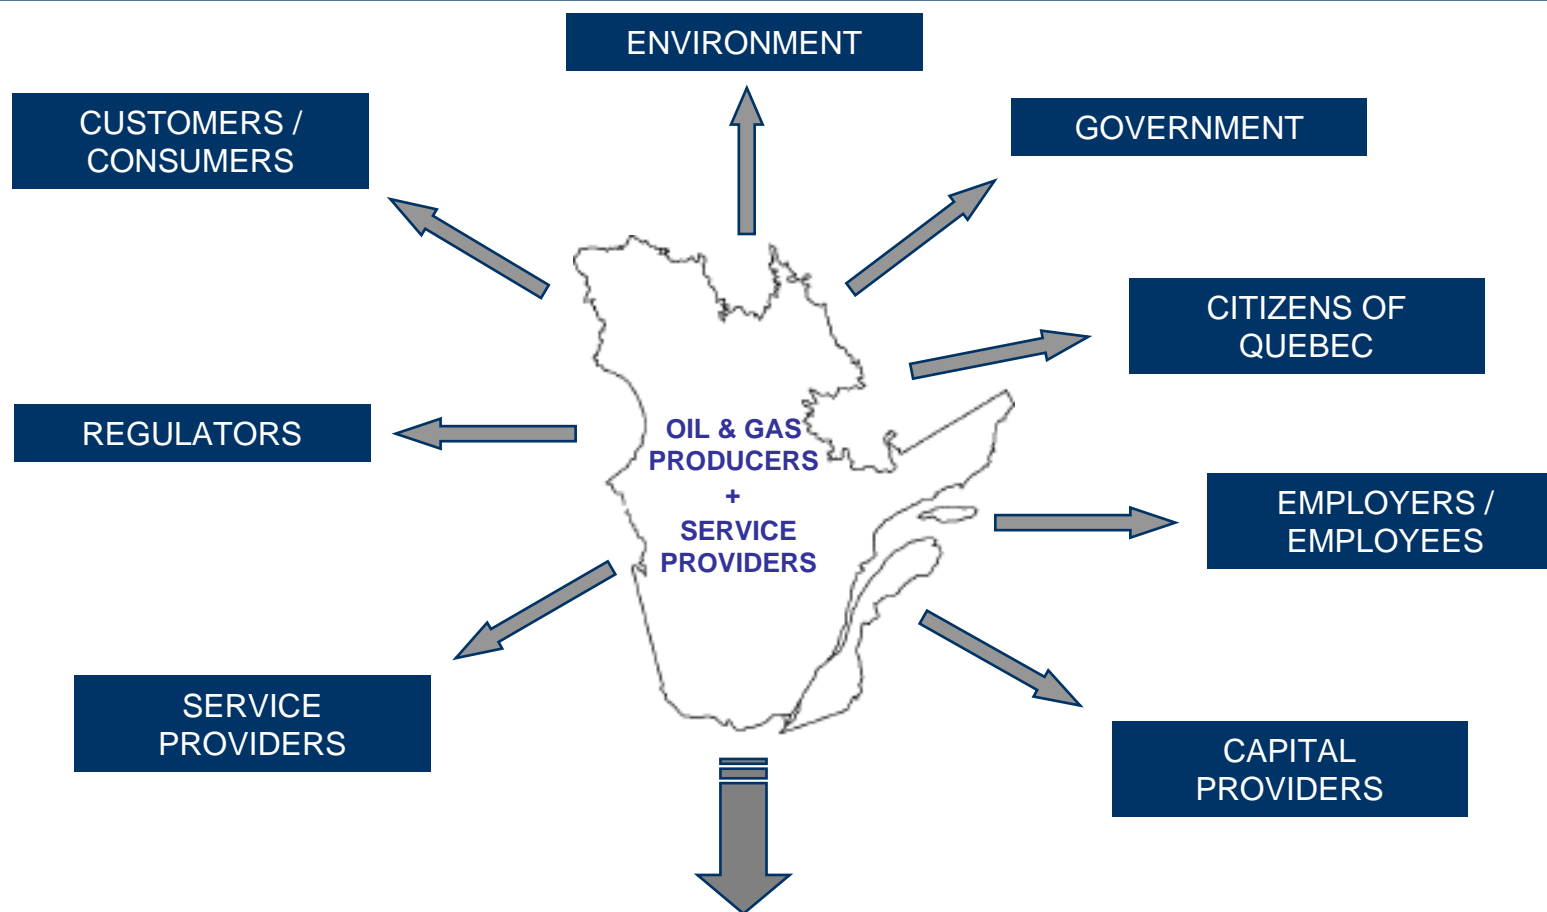 ENVIRONMENT
CUSTOMERS /
CONSUMERS
GOVERNMENT
CITIZENS OF
QUEBEC
REGULATORS
OIL & GAS
PRODUCERS
+
SERVICE
PROVIDERS
EMPLOYERS /
EMPLOYEES
SERVICE
PROVIDERS
CAPITAL
PROVIDERS